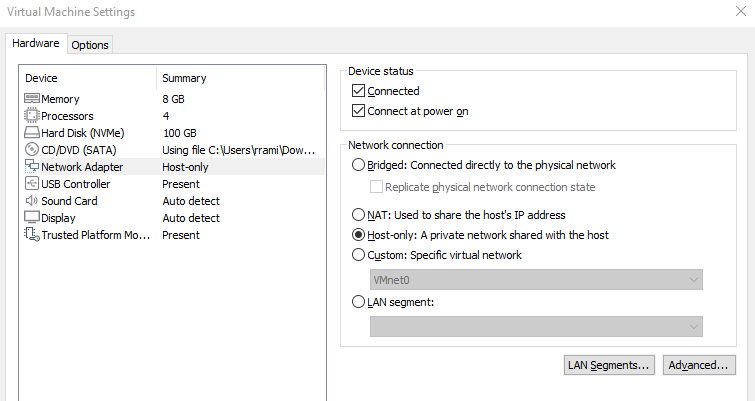 Virtual Machine Settings
Hardware
Options
Device Summary
Memory 8 GB
Processors 4
Hard Disk (NVMe) 100 GB
CD/DVD (SATA) Using file C:\Users\rrami\Dow...
Network Adapter Host-only
USB Controller Present
Sound Card Auto detect
Display Auto detect
Trusted Platform Mo... Present
Device status
Connected
Connect at power on
Network connection
Bridged: Connected directly to the physical network
Replicate physical network connection state
NAT: Used to share the host's IP address
Host-only: A private network shared with the host
Custom: Specific virtual network
VMnet0
LAN segment:
LAN Segments... Advanced...